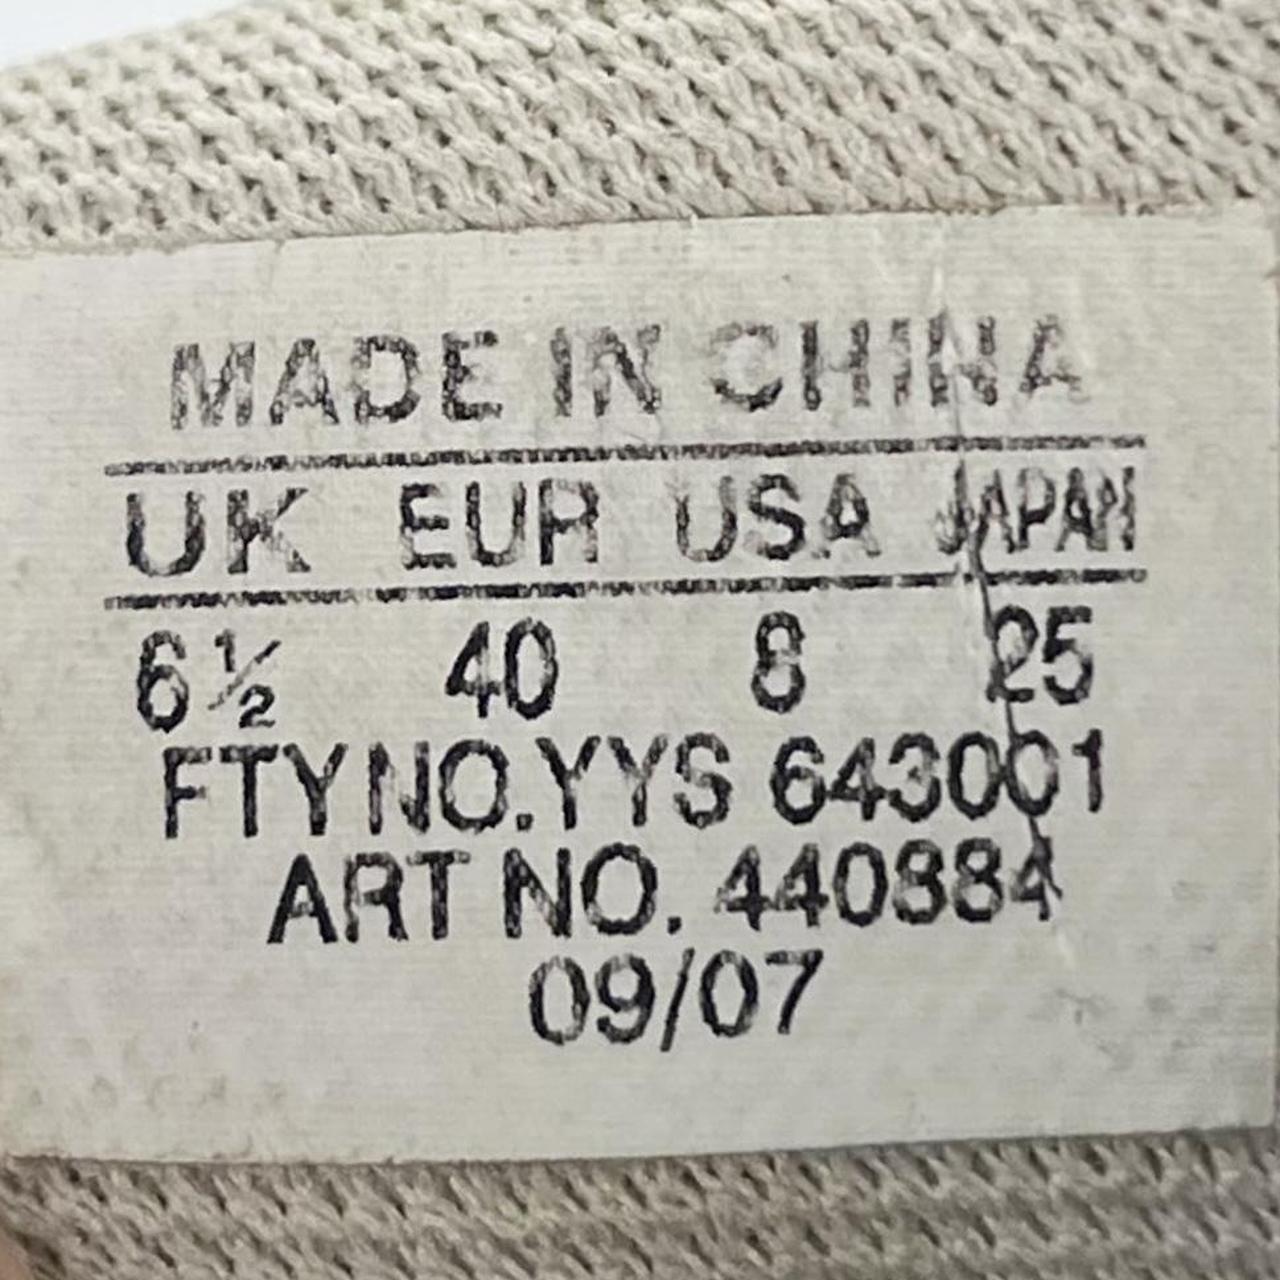 MADE IN CHINA
UK EUR USA JAPAN
6½ 40 8 25
FTY NO. YYS 643001
ART NO. 440884
09/07